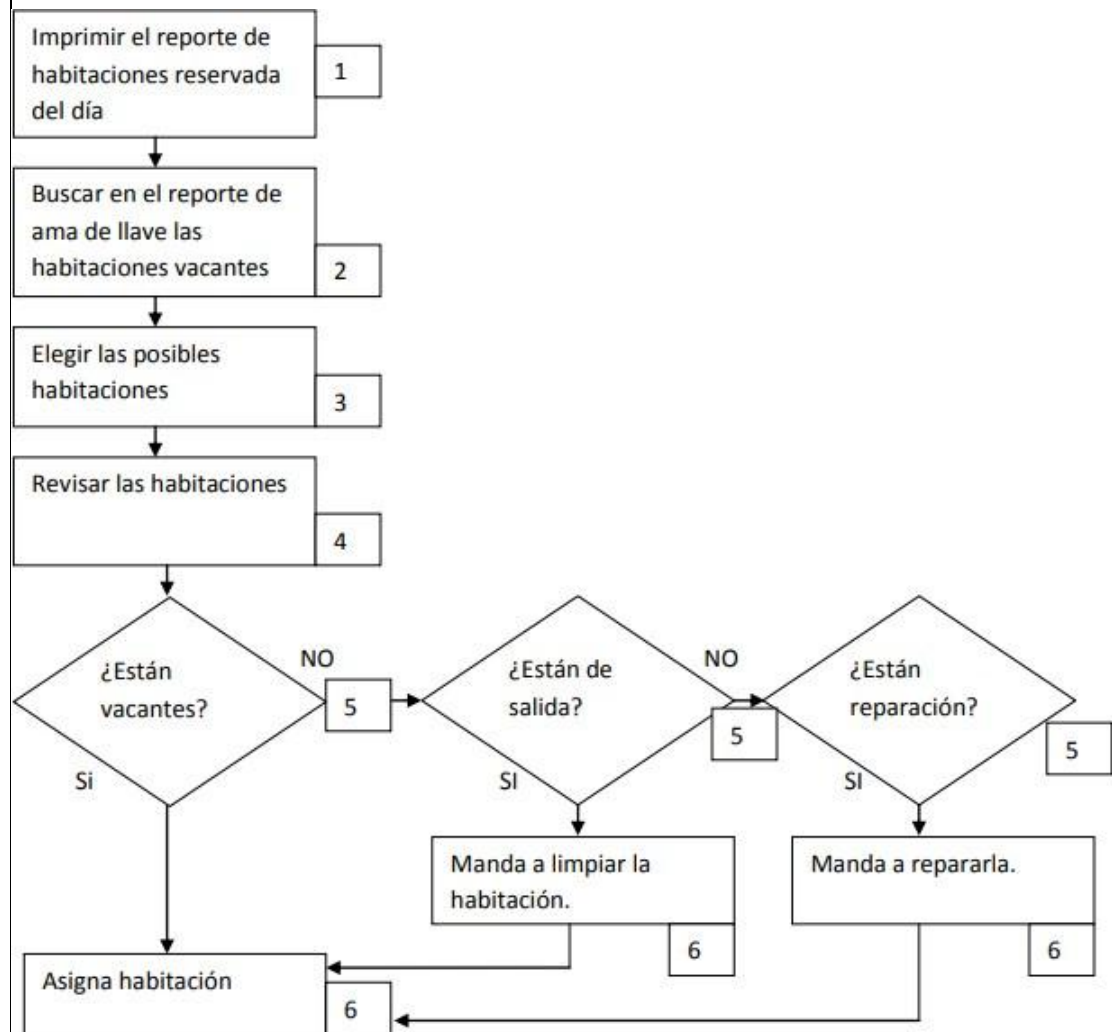 Imprimir el reporte de
habitaciones reservada
del día
1
Buscar en el reporte de
ama de llave las
habitaciones vacantes
2
Elegir las posibles
habitaciones
3
Revisar las habitaciones
4
¿Están
vacantes?
NO
5
Si
¿Están de
salida?
NO
5
SI
¿Están
reparación?
5
SI
Manda a limpiar la
habitación.
6
Manda a repararla.
6
Asigna habitación
6